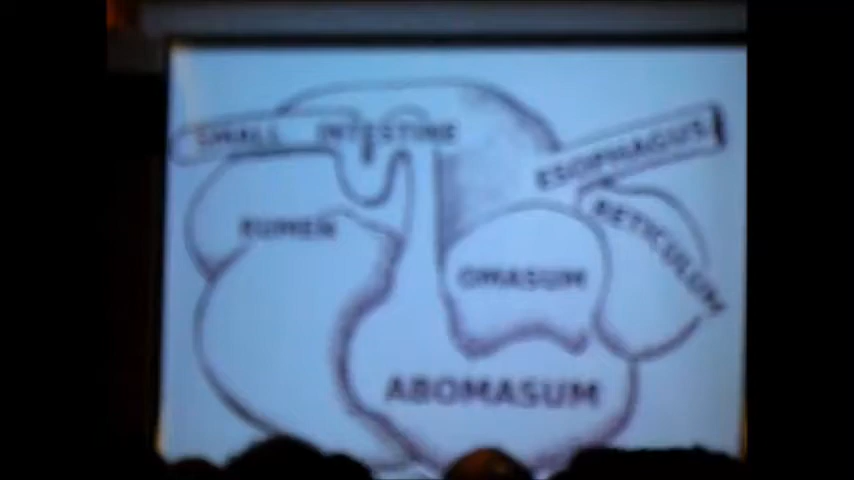 SMALL INTESTINE
ESOPHAGUS
RUMEN
RETICULUM
OMASUM
ABOMASUM